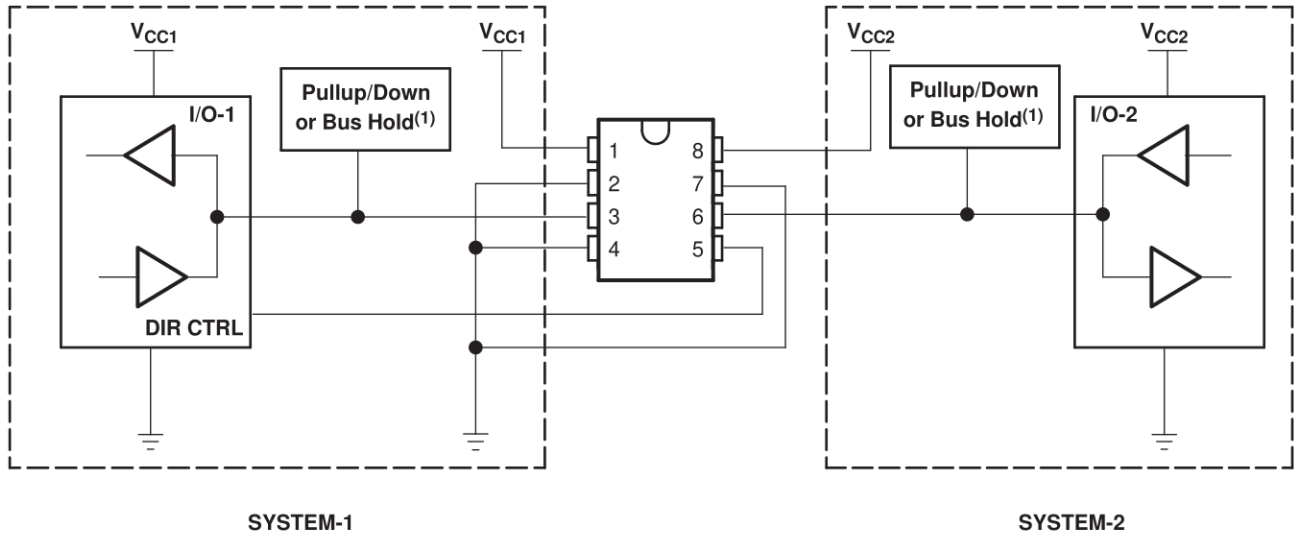 VCC1
VCC1
VCC2
VCC2
I/O-1
Pullup/Down
or Bus Hold(1)
Pullup/Down
or Bus Hold(1)
I/O-2
1
8
2
7
3
6
4
5
DIR CTRL
SYSTEM-1
SYSTEM-2